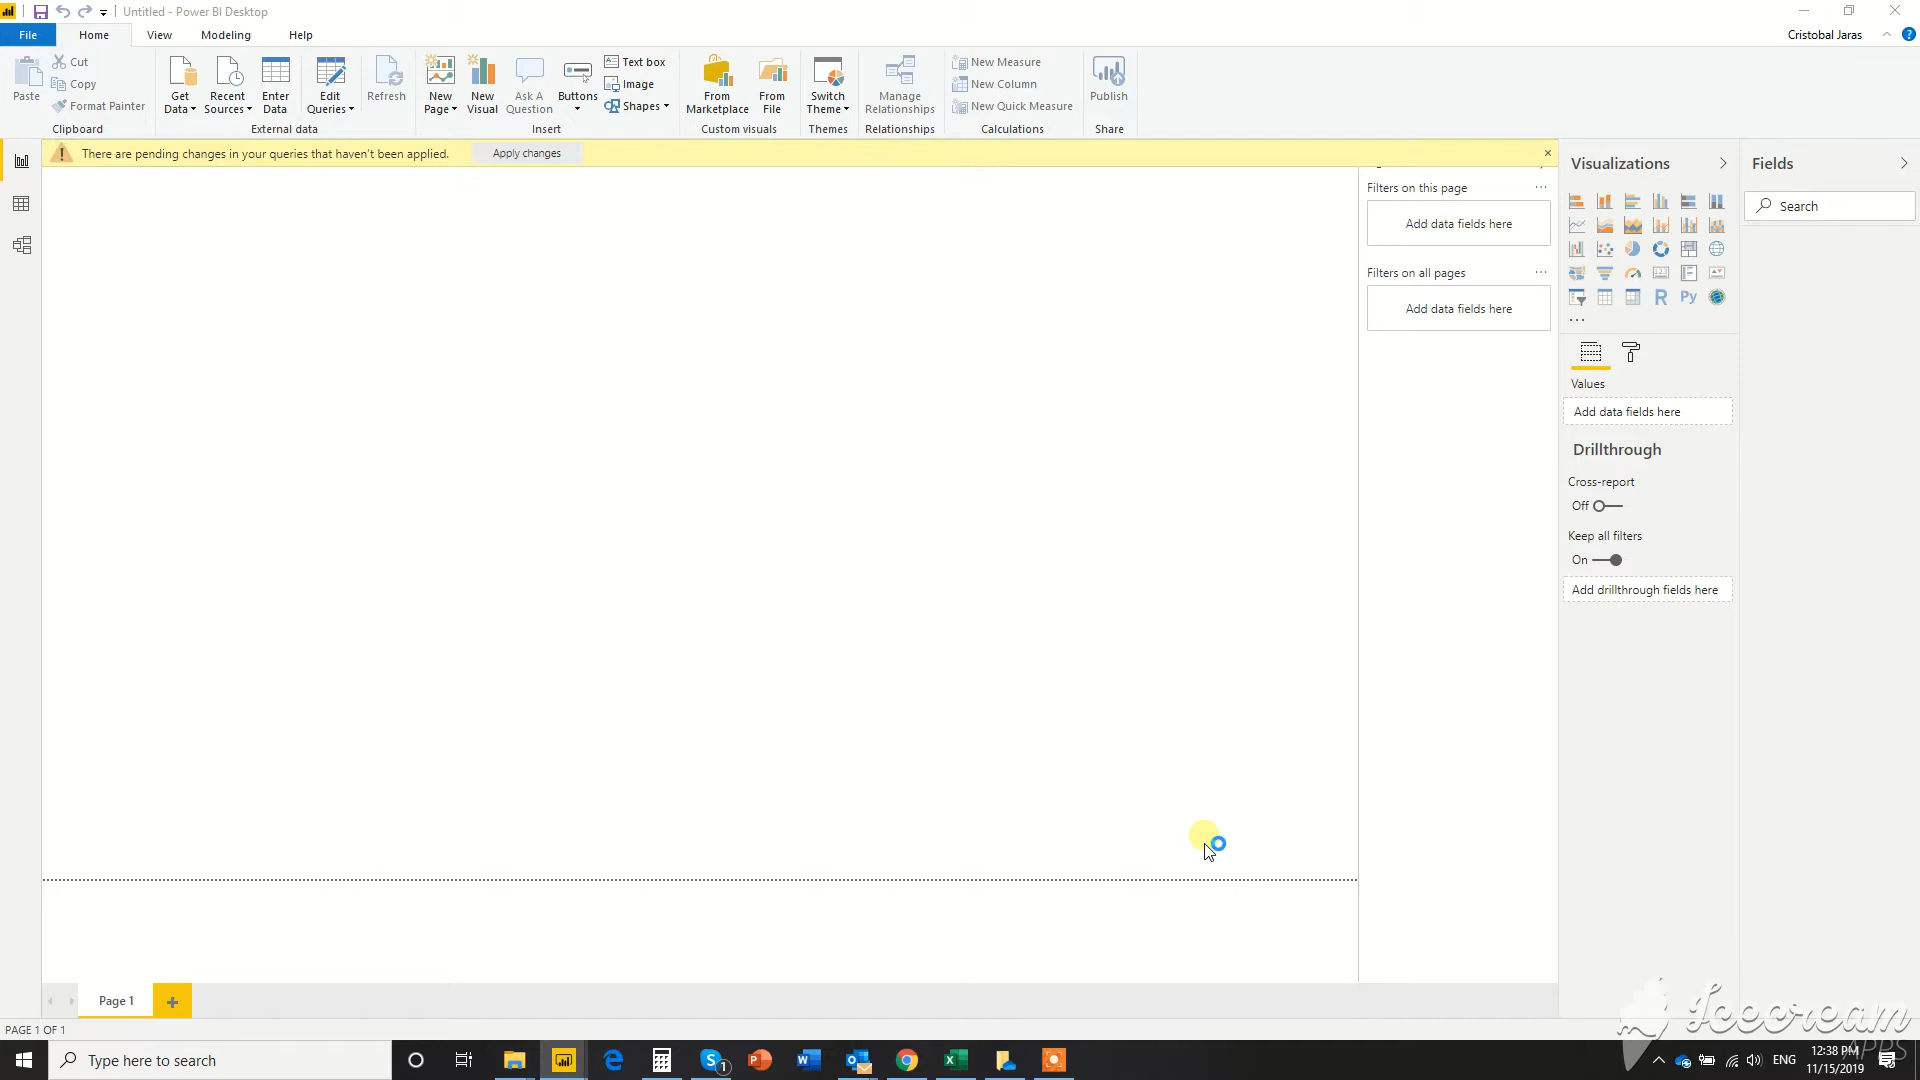 Untitled - Power BI Desktop
File Home View Modeling Help Cristobal Jaras ?
Paste Cut Copy Format Painter
Clipboard
Get Data Recent Sources Enter Data Edit Queries Refresh
External data
New Page New Visual Ask A Question Buttons Text box Image Shapes
Insert
From Marketplace From File
Custom visuals
Switch Theme
Themes
Manage Relationships
Relationships
New Measure
New Column
New Quick Measure
Calculations
Publish
Share
There are pending changes in your queries that haven't been applied. Apply changes
Filters on this page
Add data fields here
Filters on all pages
Add data fields here
Visualizations
R Py
Values
Add data fields here
Drillthrough
Cross-report
Off
Keep all filters
On
Add drillthrough fields here
Fields
Search
Page 1
PAGE 1 OF 1
Type here to search
1
ENG
12:38 PM
11/15/2019
Icecream
APPS